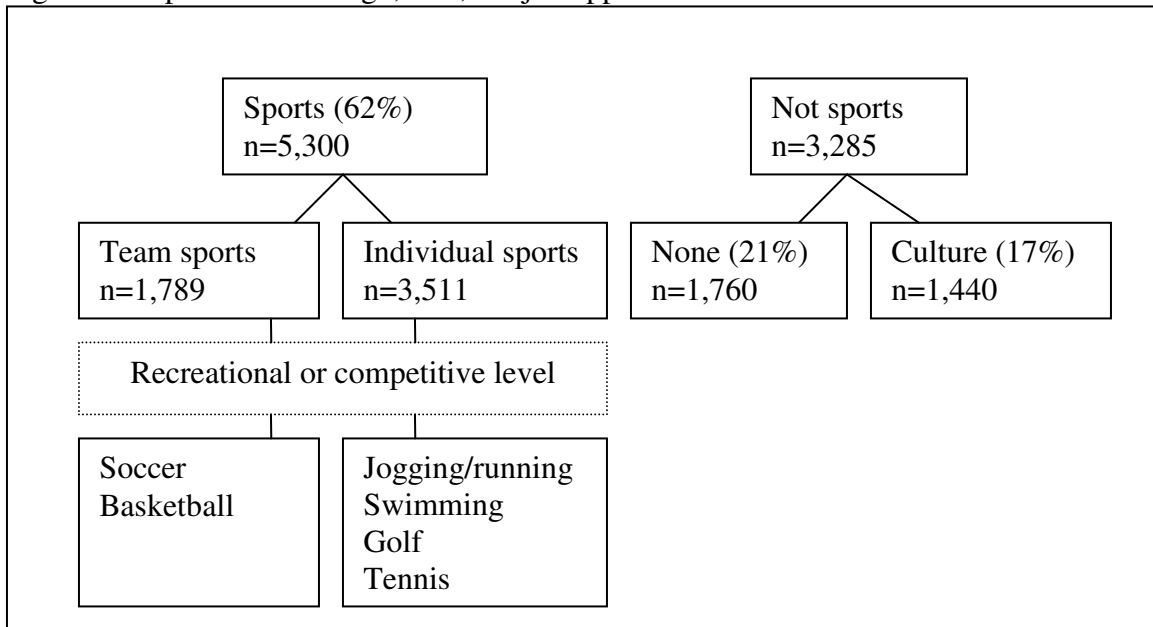 Sports (62%)
n=5,300
Not sports
n=3,285
Team sports
n=1,789
Individual sports
n=3,511
None (21%)
n=1,760
Culture (17%)
n=1,440
Recreational or competitive level
Soccer
Basketball
Jogging/running
Swimming
Golf
Tennis